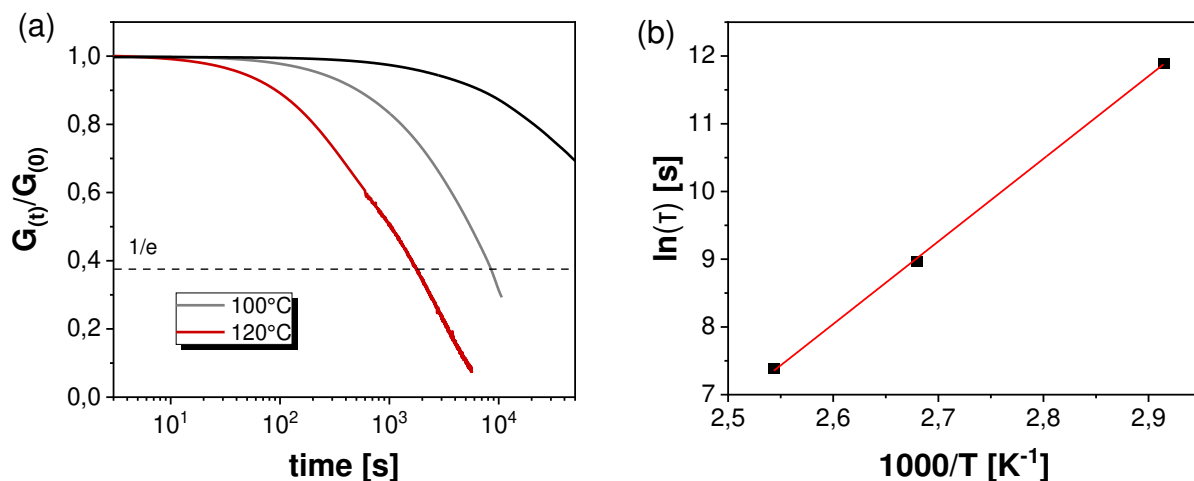 (a)
G(t)/G(0)
1,0
0,8
0,6
0,4
0,2
0,0
1/e
100°C
120°C
10¹ 10² 10³ 10⁴
time [s]
(b)
ln(τ) [s]
12
11
10
9
8
7
2,5 2,6 2,7 2,8 2,9
1000/T [K⁻¹]